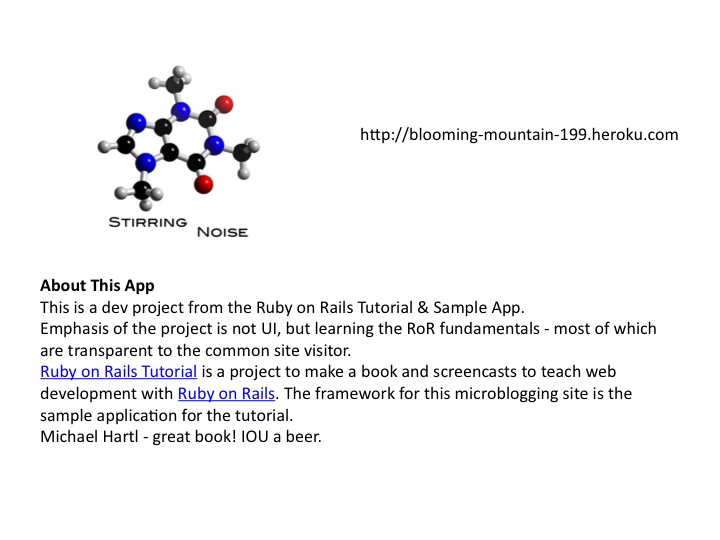 http://blooming-mountain-199.heroku.com
STIRRING
NOISE
About This App
This is a dev project from the Ruby on Rails Tutorial & Sample App.
Emphasis of the project is not UI, but learning the RoR fundamentals - most of which
are transparent to the common site visitor.
Ruby on Rails Tutorial is a project to make a book and screencasts to teach web
development with Ruby on Rails. The framework for this microblogging site is the
sample application for the tutorial.
Michael Hartl - great book! IOU a beer.